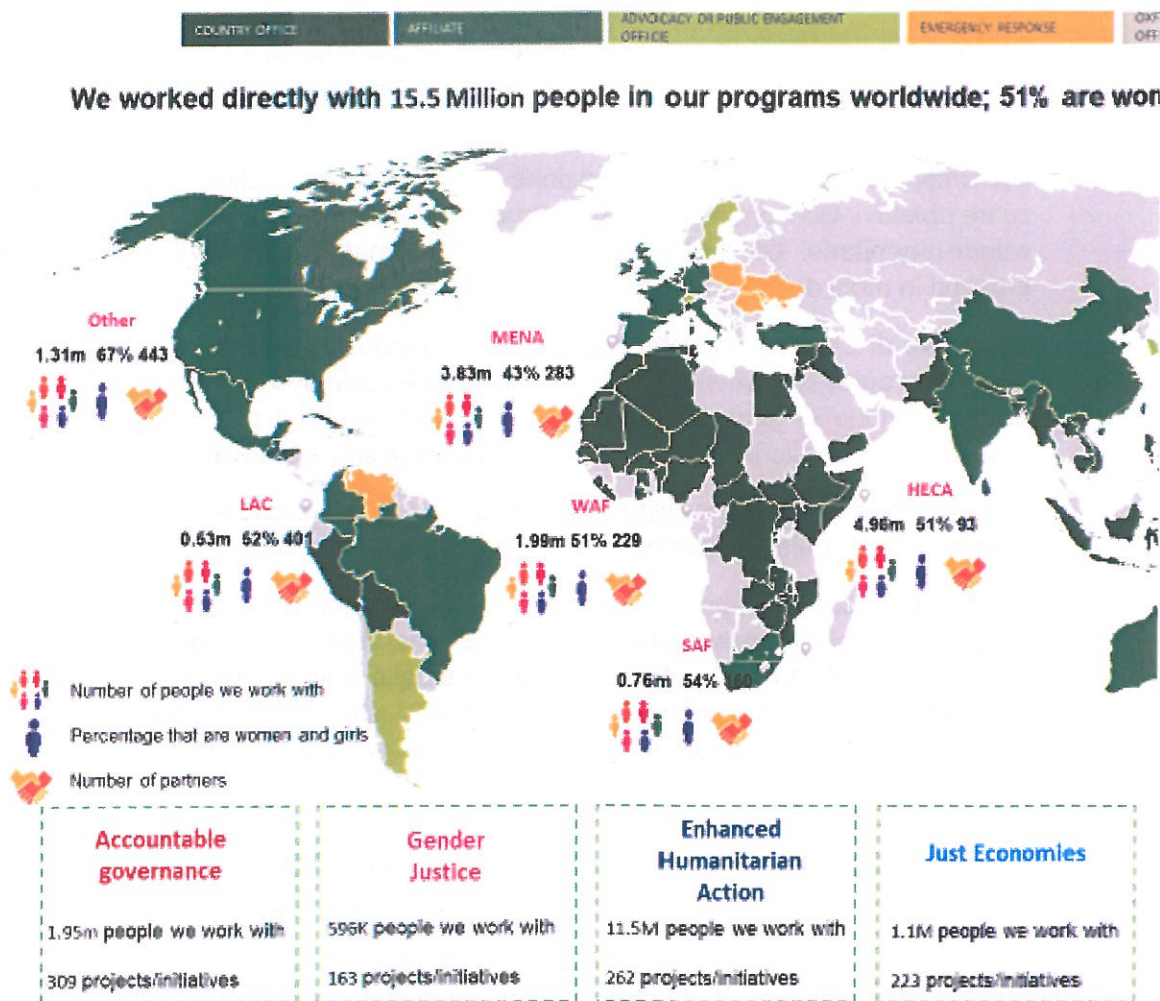 COUNTRY OFFICE
AFFILIATE
ADVOCACY OR PUBLIC ENGAGEMENT
OFFICE
EMERGENCY RESPONSE
We worked directly with 15.5 Million people in our programs worldwide; 51% are
Other
1.31m 67% 443
MENA
3.83m 43% 283
LAC
0.53m 52% 401
WAF
1.99m 51% 229
HECA
4.96m 51% 93
SAF
0.76m 54%
Number of people we work with
Percentage that are women and girls
Number of partners
Accountable
governance
1.95m people we work with
309 projects/initiatives
Gender
Justice
596K people we work with
163 projects/initiatives
Enhanced
Humanitarian
Action
11.5M people we work with
262 projects/initiatives
Just Economies
1.1M people we work with
223 projects/initiatives